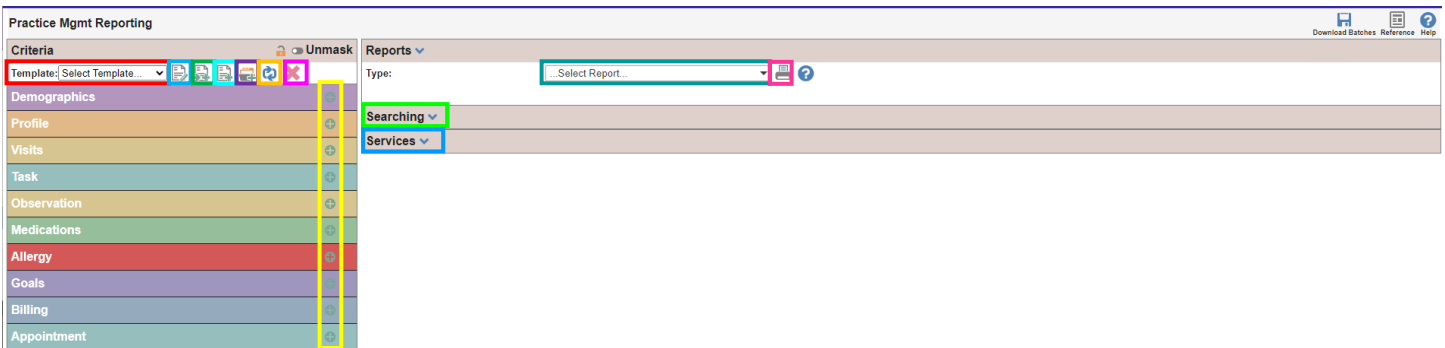 Practice Mgmt Reporting
Download Batches Reference Help
Criteria Unmask
Template: Select Template...
Demographics
Profile
Visits
Task
Observation
Medications
Allergy
Goals
Billing
Appointment
Reports
Type: ...Select Report...
Searching
Services